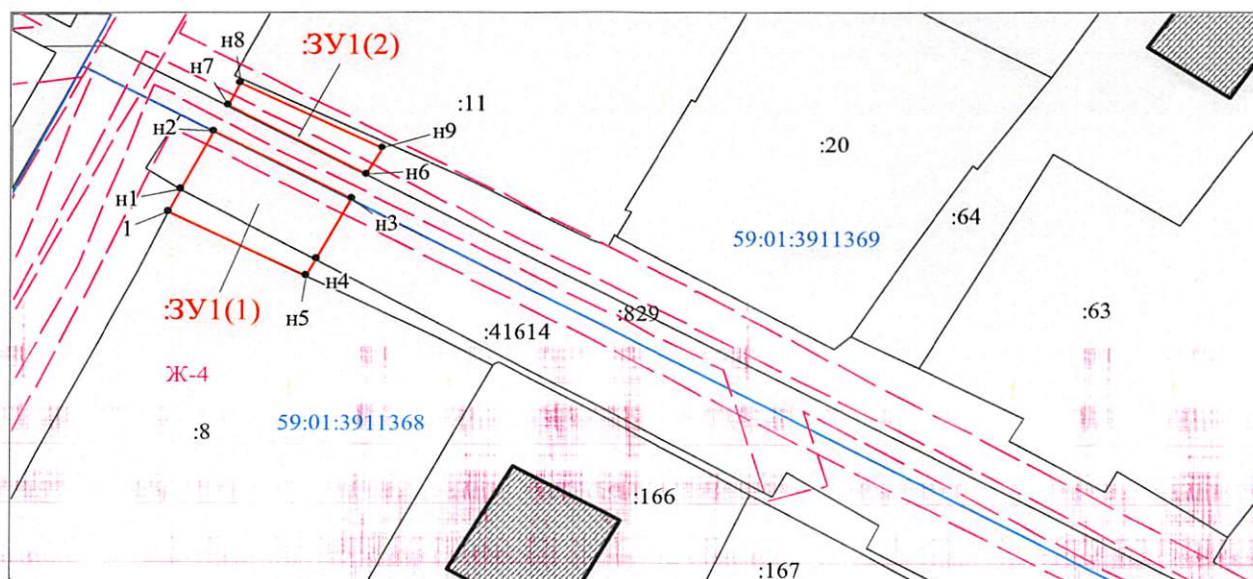 :ЗУ1(2)
н8
н7
:11
н2
н9
:20
н6
н1
1
н3
:64
59:01:3911369
н4
:ЗУ1(1)
н5
:829
:63
:41614
Ж-4
59:01:3911368
:8
:166
:167